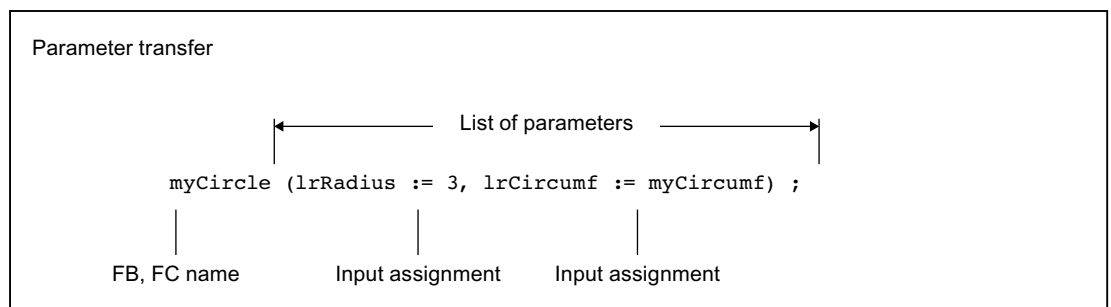 Parameter transfer
List of parameters
myCircle (lrRadius := 3, lrCircumf := myCircumf) ;
FB, FC name Input assignment Input assignment